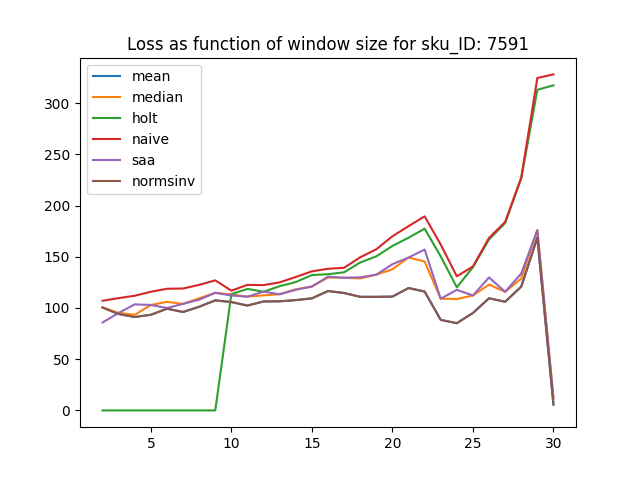 Loss as function of window size for sku_ID: 7591
mean
median
holt
naive
saa
normsinv
300
250
200
150
100
50
0
5 10 15 20 25 30